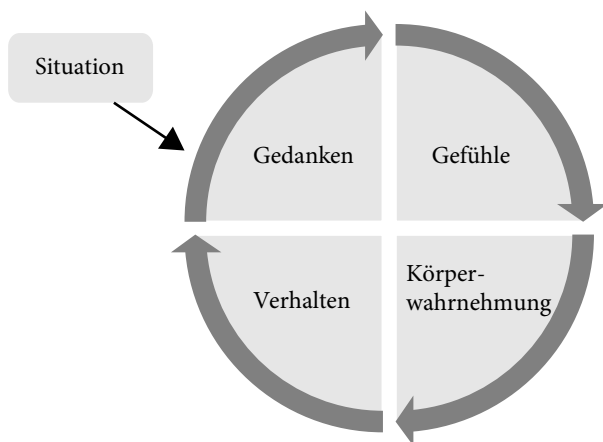 Situation
Gedanken
Gefühle
Verhalten
Körper-
wahrnehmung